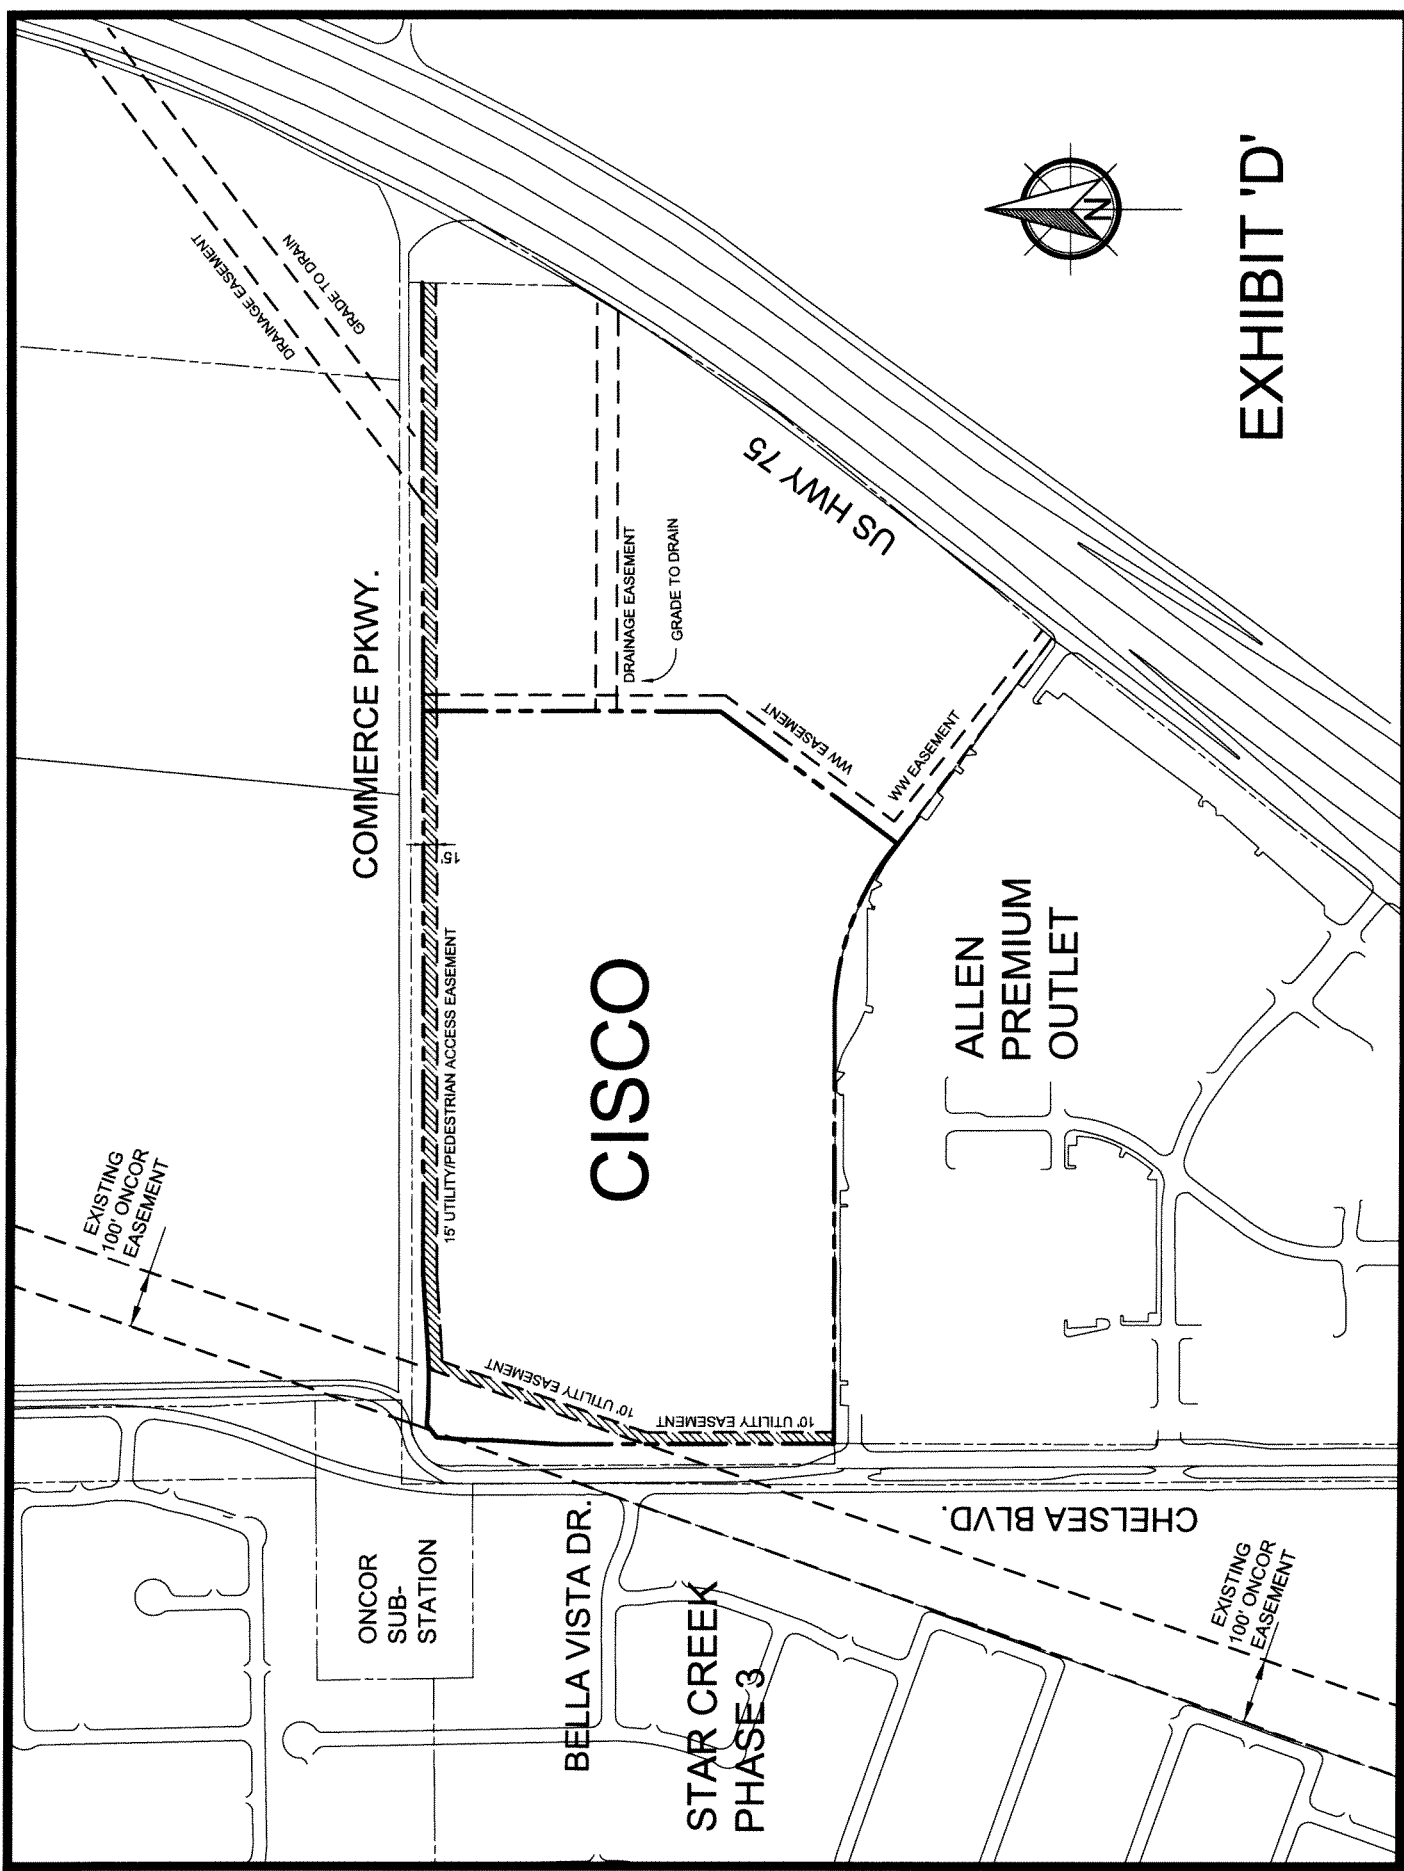 EXISTING
100' ONCOR
EASEMENT
COMMERCE PKWY.
DRAINAGE EASEMENT
GRADE TO DRAIN
ONCOR
SUB-
STATION
15' UTILITY/PEDESTRIAN ACCESS EASEMENT
15'
10' UTILITY EASEMENT
10' UTILITY EASEMENT
BELLA VISTA DR.
CISCO
DRAINAGE EASEMENT
GRADE TO DRAIN
STAR CREEK
PHASE 3
WW EASEMENT
WW EASEMENT
US HWY 75
CHELSEA BLVD.
ALLEN
PREMIUM
OUTLET
N
EXISTING
100' ONCOR
EASEMENT
EXHIBIT 'D'